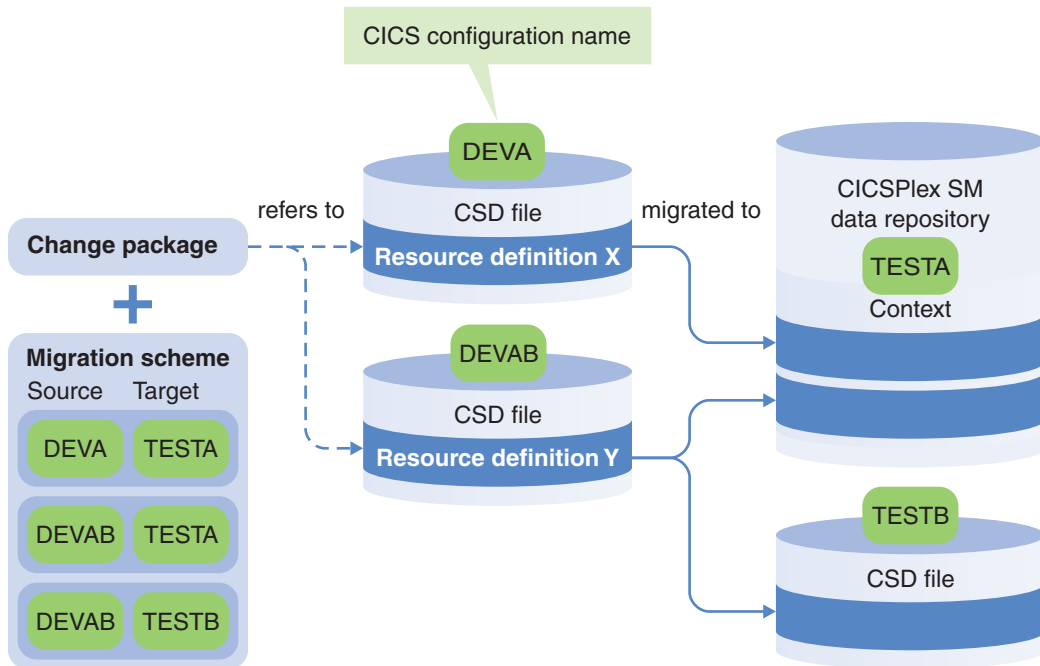 CICS configuration name
DEVA
CSD file
Resource definition X
refers to
migrated to
Change package
Migration scheme
Source Target
DEVA TESTA
DEVAB TESTA
DEVAB TESTB
DEVAB
CSD file
Resource definition Y
CICSPlex SM
data repository
TESTA
Context
TESTB
CSD file